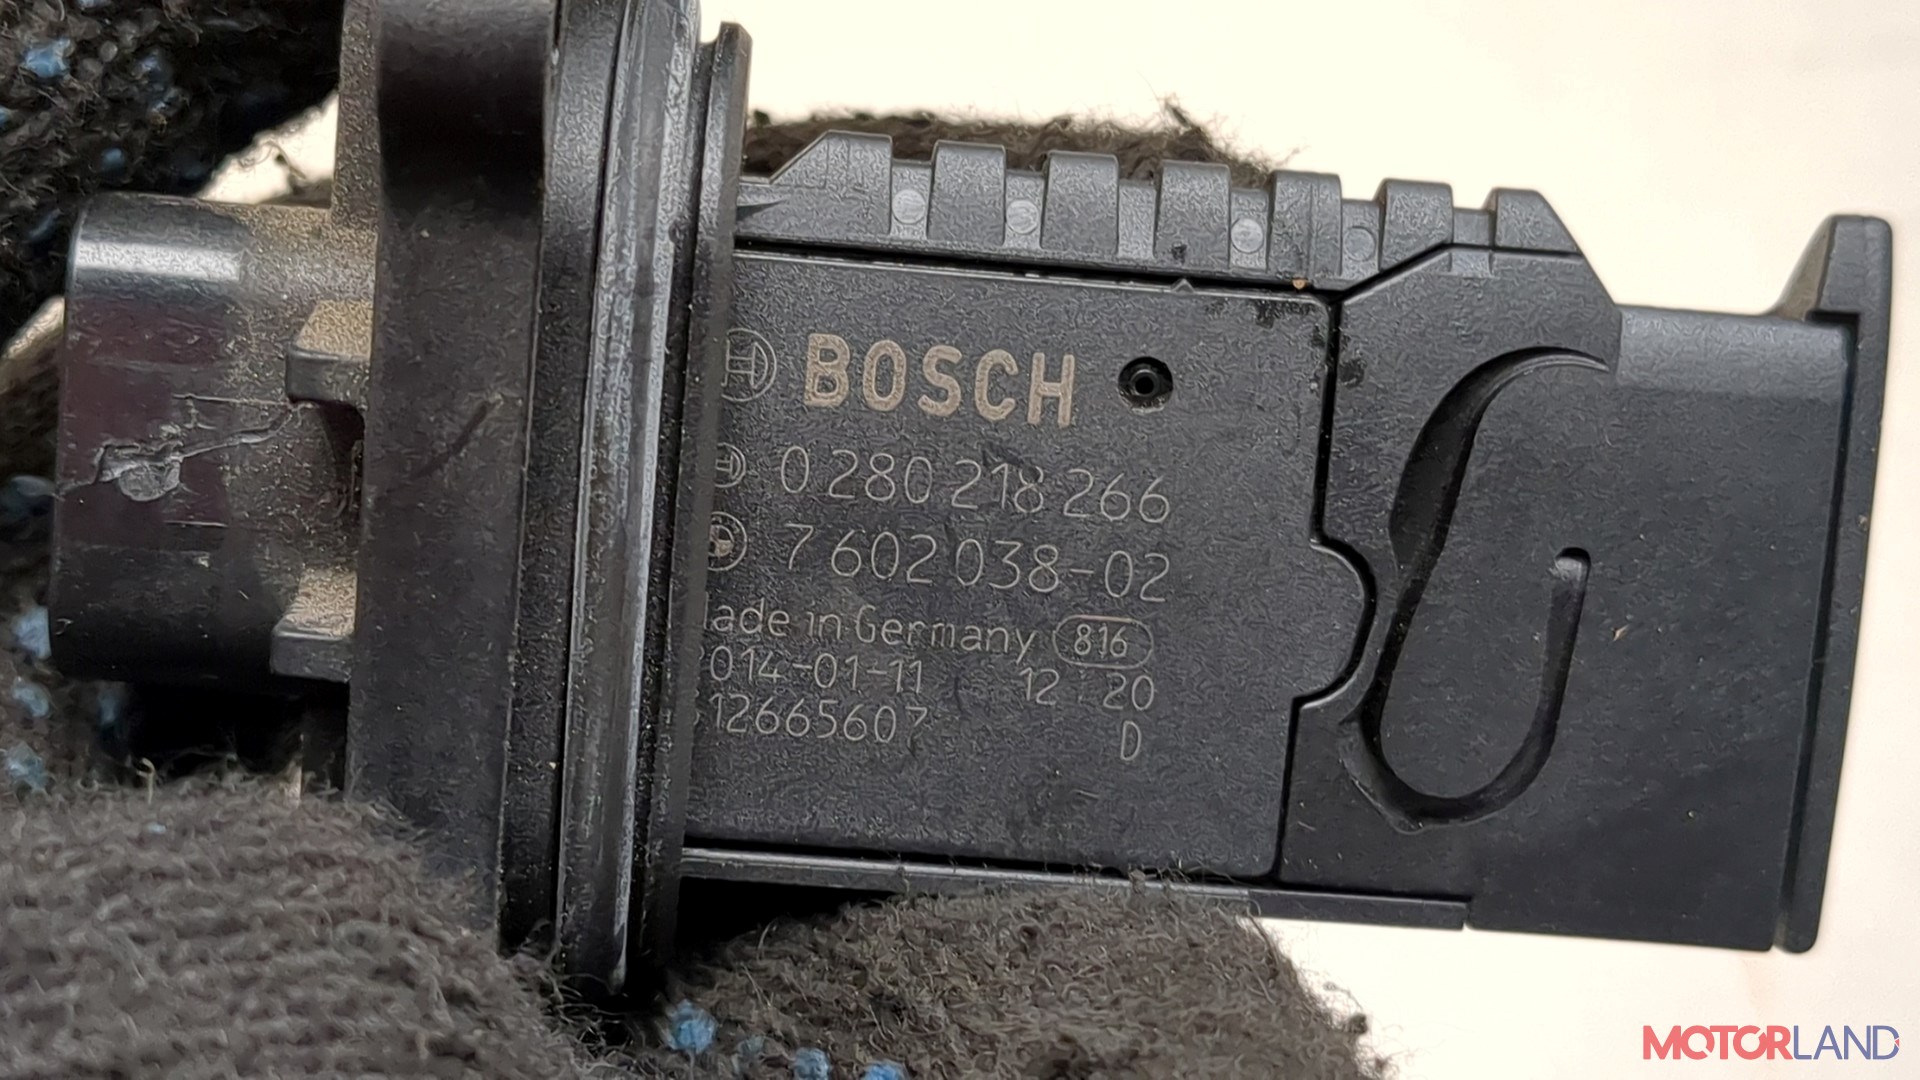 BOSCH
0 280 218 266
7 602 038-02
ade in Germany 816
014-01-11 12 20
12665607 D
MOTORLAND